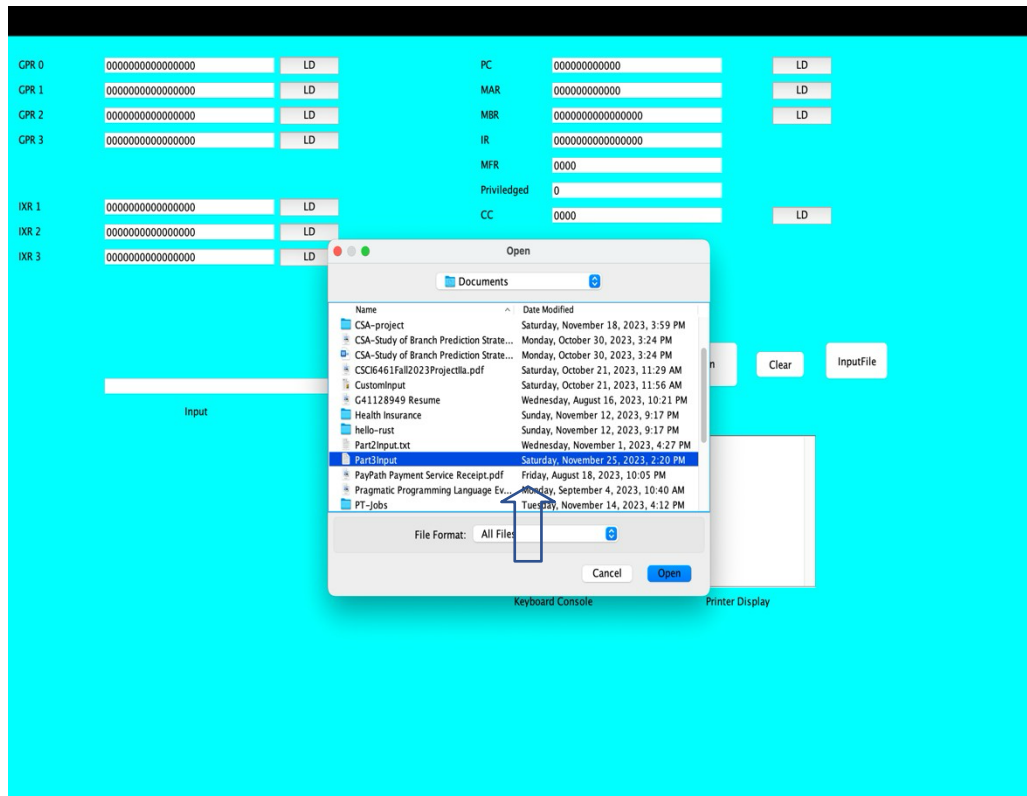 GPR 0 0000000000000000 LD PC 000000000000 LD
GPR 1 0000000000000000 LD MAR 000000000000 LD
GPR 2 0000000000000000 LD MBR 0000000000000000 LD
GPR 3 0000000000000000 LD IR 0000000000000000
MFR 0000
Priviledged 0
IXR 1 0000000000000000 LD
CC 0000 LD
IXR 2 0000000000000000 LD
IXR 3 0000000000000000 LD
Open
Documents
Name Date Modified
CSA-project Saturday, November 18, 2023, 3:59 PM
CSA-Study of Branch Prediction Strate... Monday, October 30, 2023, 3:24 PM
CSA-Study of Branch Prediction Strate... Monday, October 30, 2023, 3:24 PM
CSCI6461Fall2023ProjectIIa.pdf Saturday, October 21, 2023, 11:29 AM
CustomInput Saturday, October 21, 2023, 11:56 AM
G41128949 Resume Wednesday, August 16, 2023, 10:21 PM
Health Insurance Sunday, November 12, 2023, 9:17 PM
hello-rust Sunday, November 12, 2023, 9:17 PM
Part2Input.txt Wednesday, November 1, 2023, 4:27 PM
Part3Input Saturday, November 25, 2023, 2:20 PM
PayPath Payment Service Receipt.pdf Friday, August 18, 2023, 10:05 PM
Pragmatic Programming Language Ev... Monday, September 4, 2023, 10:40 AM
PT-Jobs Tuesday, November 14, 2023, 4:12 PM
File Format: All Files
Cancel Open
n Clear InputFile
Input
Keyboard Console Printer Display